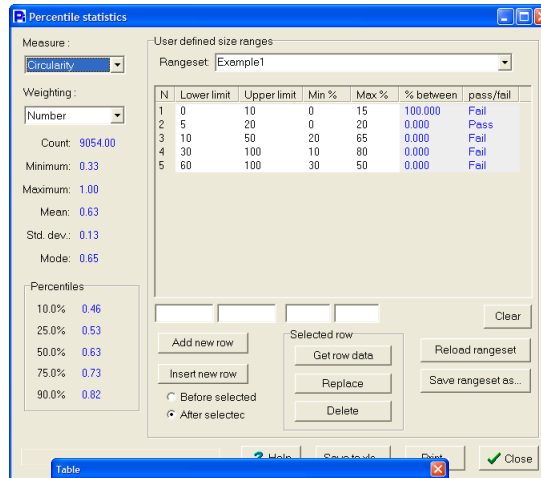 Percentile statistics
Measure :
Circularity
Weighting :
Number
Count: 9054.00
Minimum: 0.33
Maximum: 1.00
Mean: 0.63
Std. dev.: 0.13
Mode: 0.65
Percentiles
10.0% 0.46
25.0% 0.53
50.0% 0.63
75.0% 0.73
90.0% 0.82
User defined size ranges
Rangeset: Example1
N Lower limit Upper limit Min % Max % % between pass/fail
1 0 10 0 15 100.000 Fail
2 5 20 0 20 0.000 Pass
3 10 50 20 65 0.000 Fail
4 30 100 10 80 0.000 Fail
5 60 100 30 50 0.000 Fail
Clear
Add new row
Insert new row
Before selected
After selectec
Selected row
Get row data
Replace
Delete
Reload rangeset
Save rangeset as...
? Help
Save to xls
Print
Close
Table